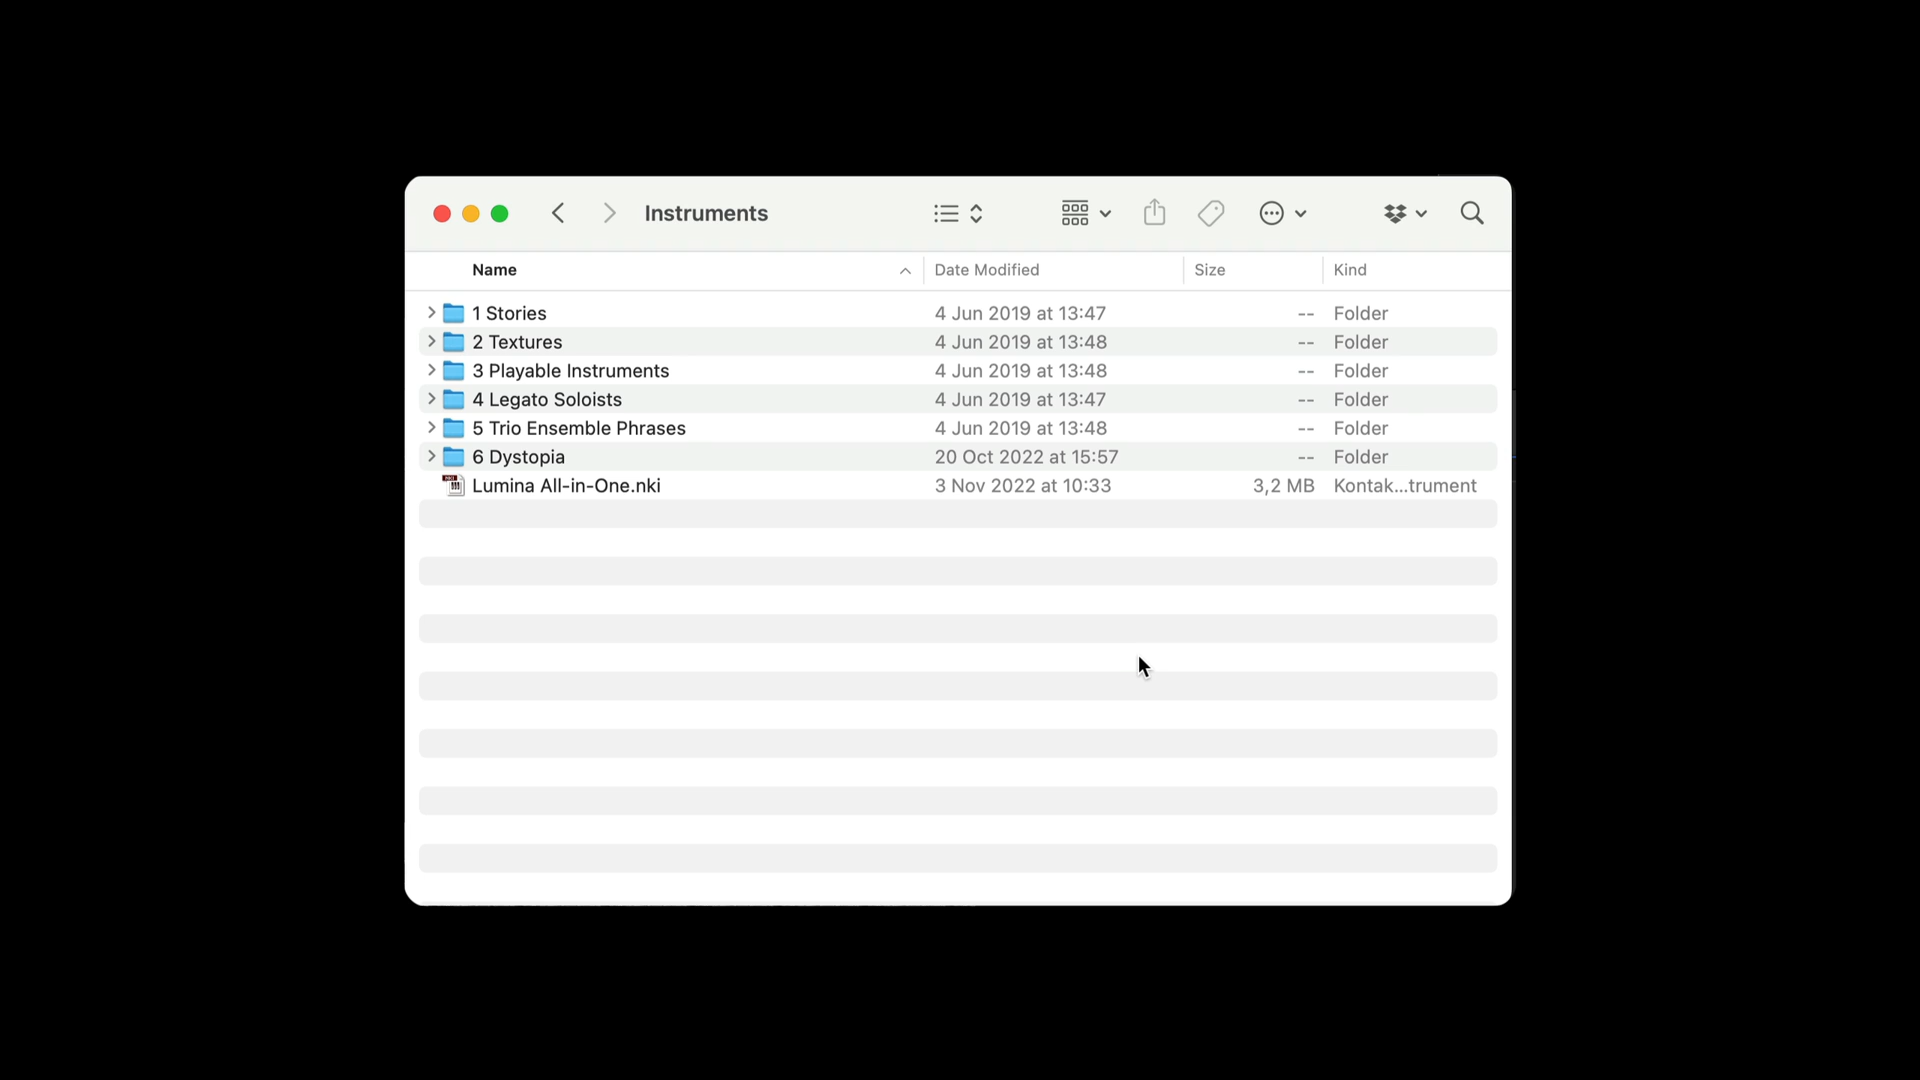 Instruments
Name Date Modified Size Kind
1 Stories 4 Jun 2019 at 13:47 -- Folder
2 Textures 4 Jun 2019 at 13:48 -- Folder
3 Playable Instruments 4 Jun 2019 at 13:48 -- Folder
4 Legato Soloists 4 Jun 2019 at 13:47 -- Folder
5 Trio Ensemble Phrases 4 Jun 2019 at 13:48 -- Folder
6 Dystopia 20 Oct 2022 at 15:57 -- Folder
Lumina All-in-One.nki 3 Nov 2022 at 10:33 3,2 MB Kontak...trument